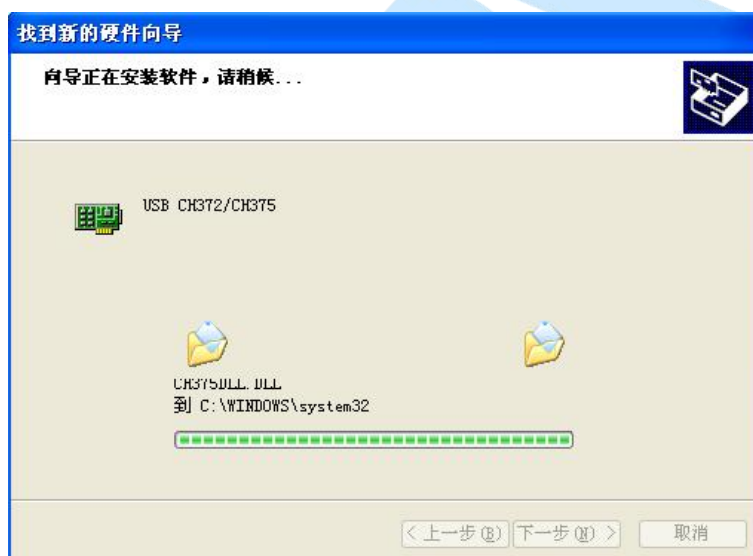 找到新的硬件向导
向导正在安装软件，请稍候...
USB CH372/CH375
CH375DLL.DLL
到 C:\WINDOWS\system32
< 上一步(B)
下一步(N) >
取消